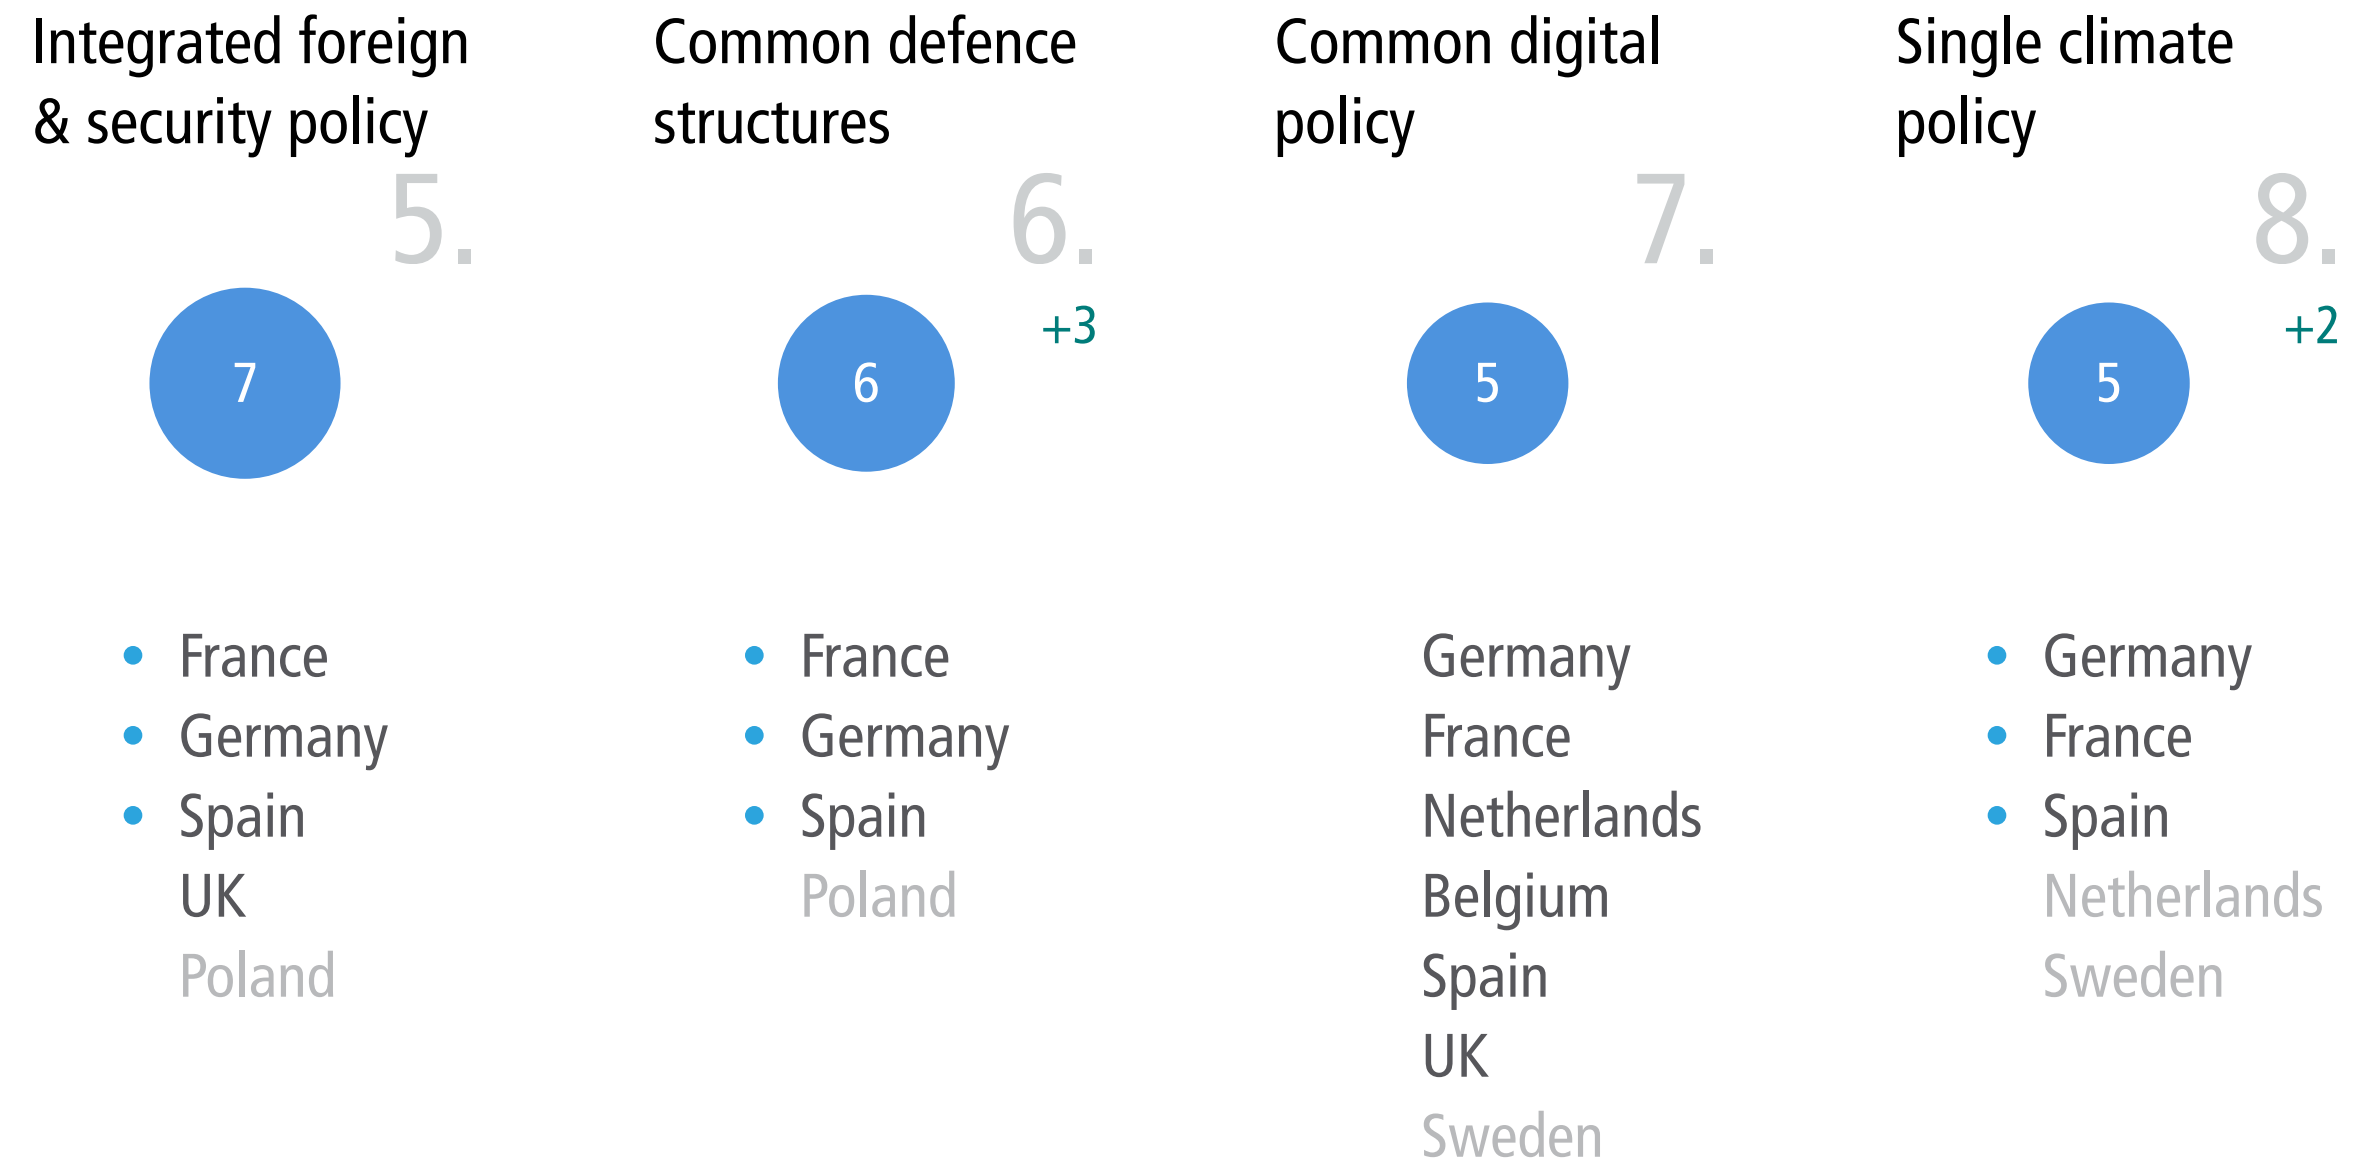 Integrated foreign
& security policy
5.
7
• France
• Germany
• Spain
UK
Poland
Common defence
structures
6.
+3
6
• France
• Germany
• Spain
Poland
Common digital
policy
7.
5
Germany
France
Netherlands
Belgium
Spain
UK
Sweden
Single climate
policy
8.
+2
5
• Germany
• France
• Spain
Netherlands
Sweden